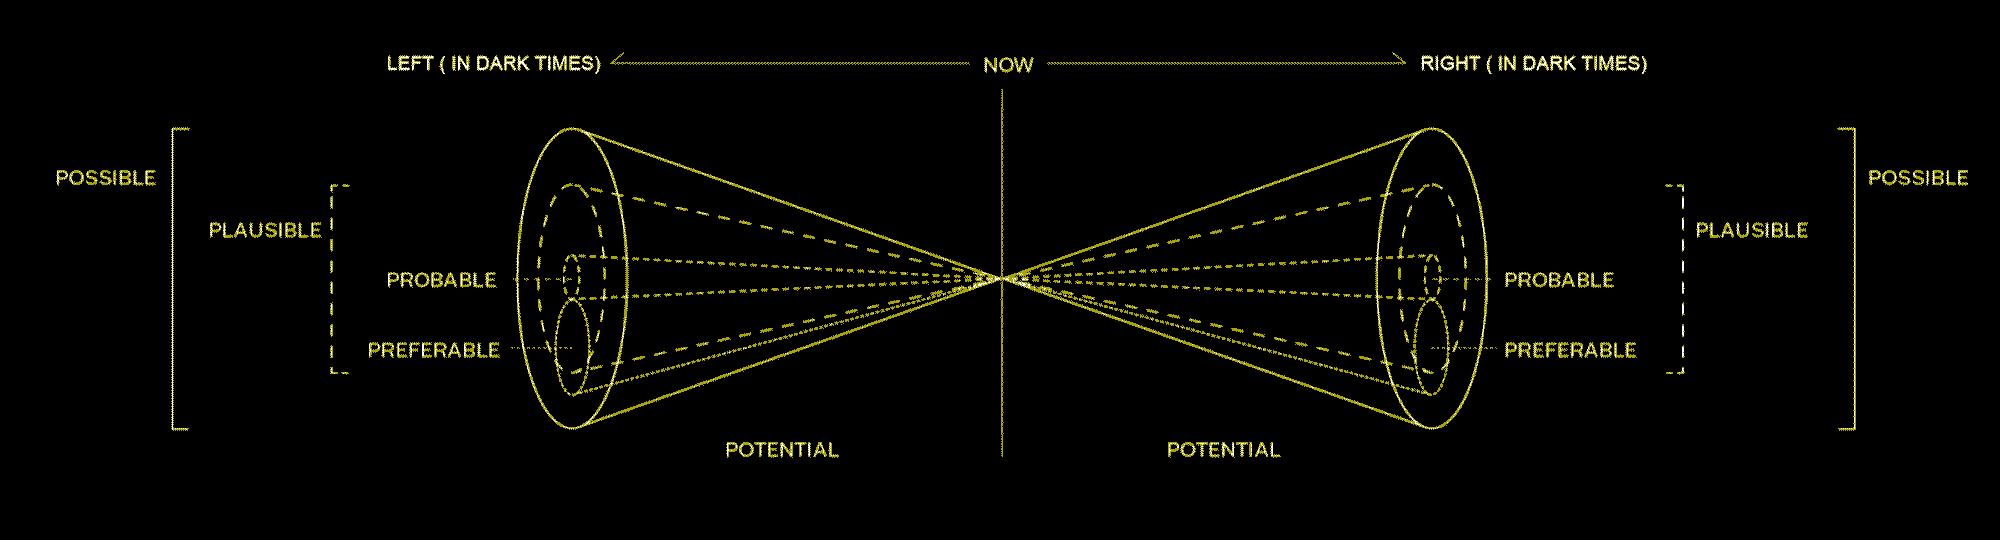 LEFT ( IN DARK TIMES) NOW RIGHT ( IN DARK TIMES)
POSSIBLE POSSIBLE
PLAUSIBLE PLAUSIBLE
PROBABLE PROBABLE
PREFERABLE PREFERABLE
POTENTIAL POTENTIAL